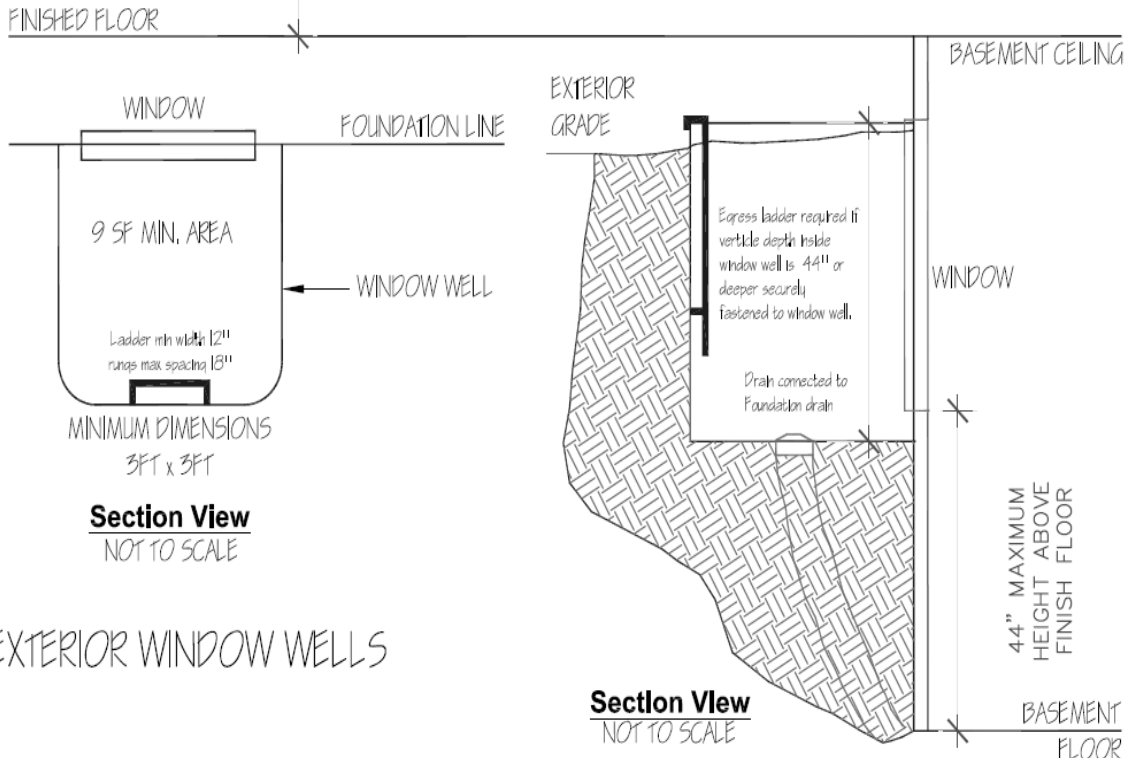 FINISHED FLOOR
BASEMENT CEILING
WINDOW
FOUNDATION LINE
9 SF MIN. AREA
WINDOW WELL
Ladder min width 12"
rungs max spacing 18"
MINIMUM DIMENSIONS
3FT x 3FT
Section View
NOT TO SCALE
EXTERIOR WINDOW WELLS
EXTERIOR
GRADE
Egress ladder required if
verticle depth inside
window well is 44" or
deeper securely
fastened to window well.
Drain connected to
Foundation drain
WINDOW
44" MAXIMUM
HEIGHT ABOVE
FINISH FLOOR
Section View
NOT TO SCALE
BASEMENT
FLOOR